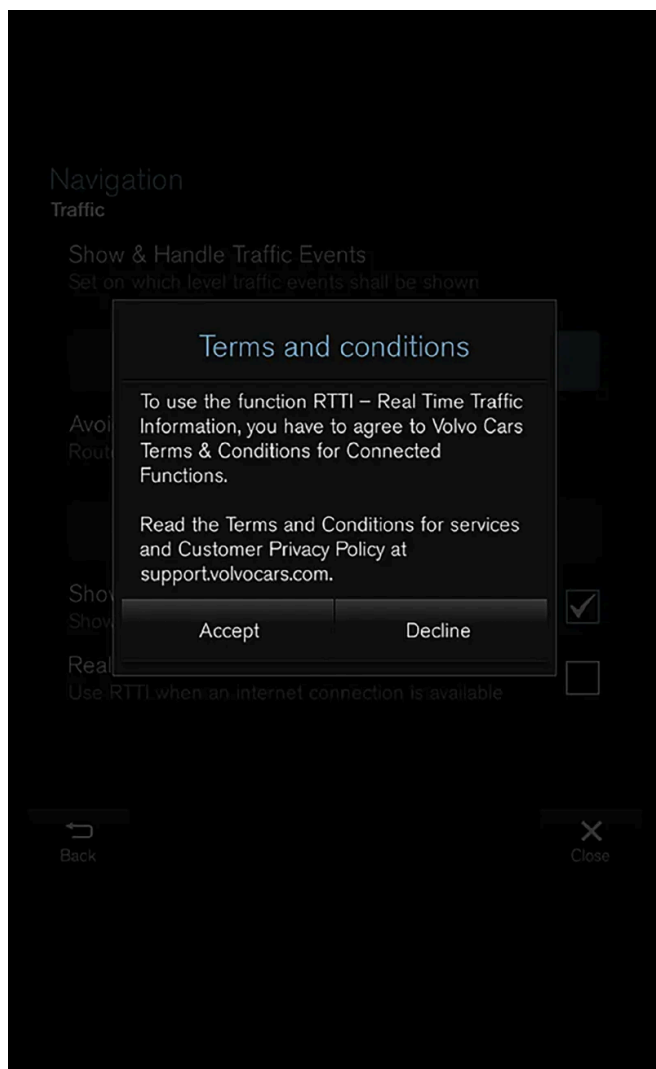 Navigation
Traffic
Show & Handle Traffic Events
Set on which level traffic events shall be shown
Terms and conditions
To use the function RTTI – Real Time Traffic
Information, you have to agree to Volvo Cars
Terms & Conditions for Connected
Functions.
Read the Terms and Conditions for services
and Customer Privacy Policy at
support.volvocars.com.
Accept
Decline
Use RTTI when an internet connection is available
Back
Close